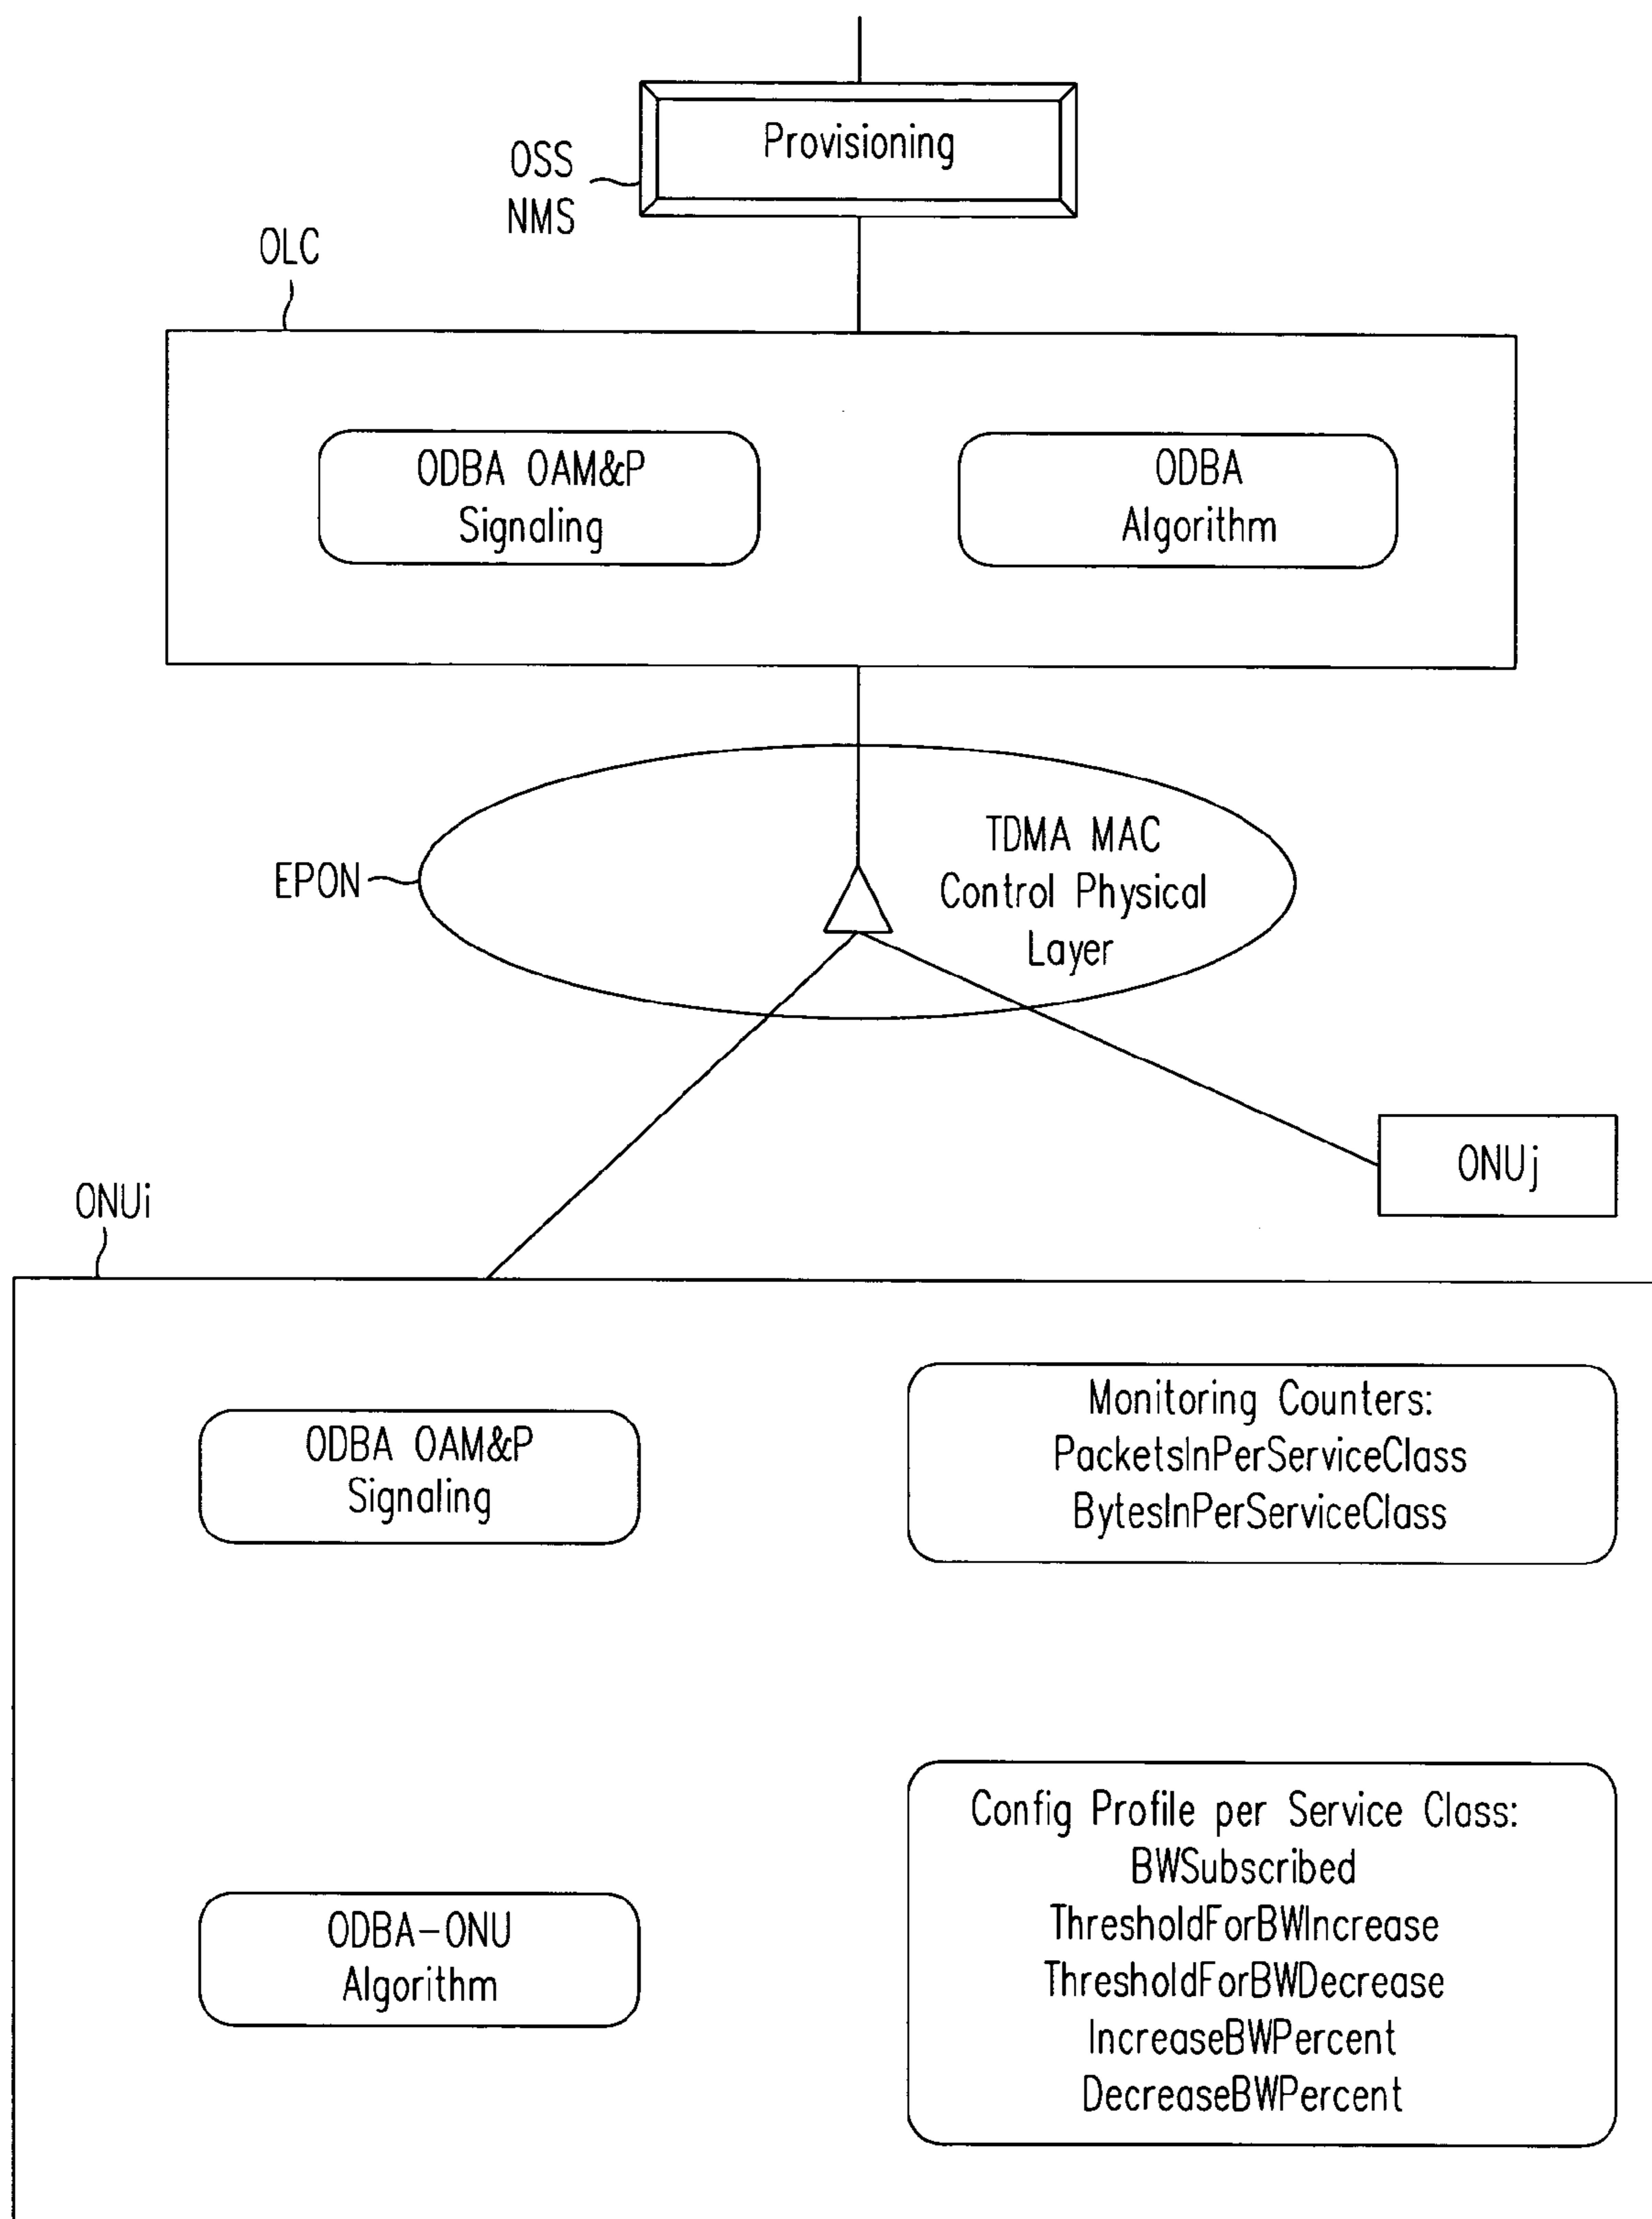 Provisioning
OSS
NMS
OLC
ODBA OAM&P
Signaling
ODBA
Algorithm
EPON
TDMA MAC
Control Physical
Layer
ONUj
ONUi
ODBA OAM&P
Signaling
Monitoring Counters:
PacketsInPerServiceClass
BytesInPerServiceClass
ODBA-ONU
Algorithm
Config Profile per Service Class:
BWSubscribed
ThresholdForBWIncrease
ThresholdForBWDecrease
IncreaseBWPercent
DecreaseBWPercent